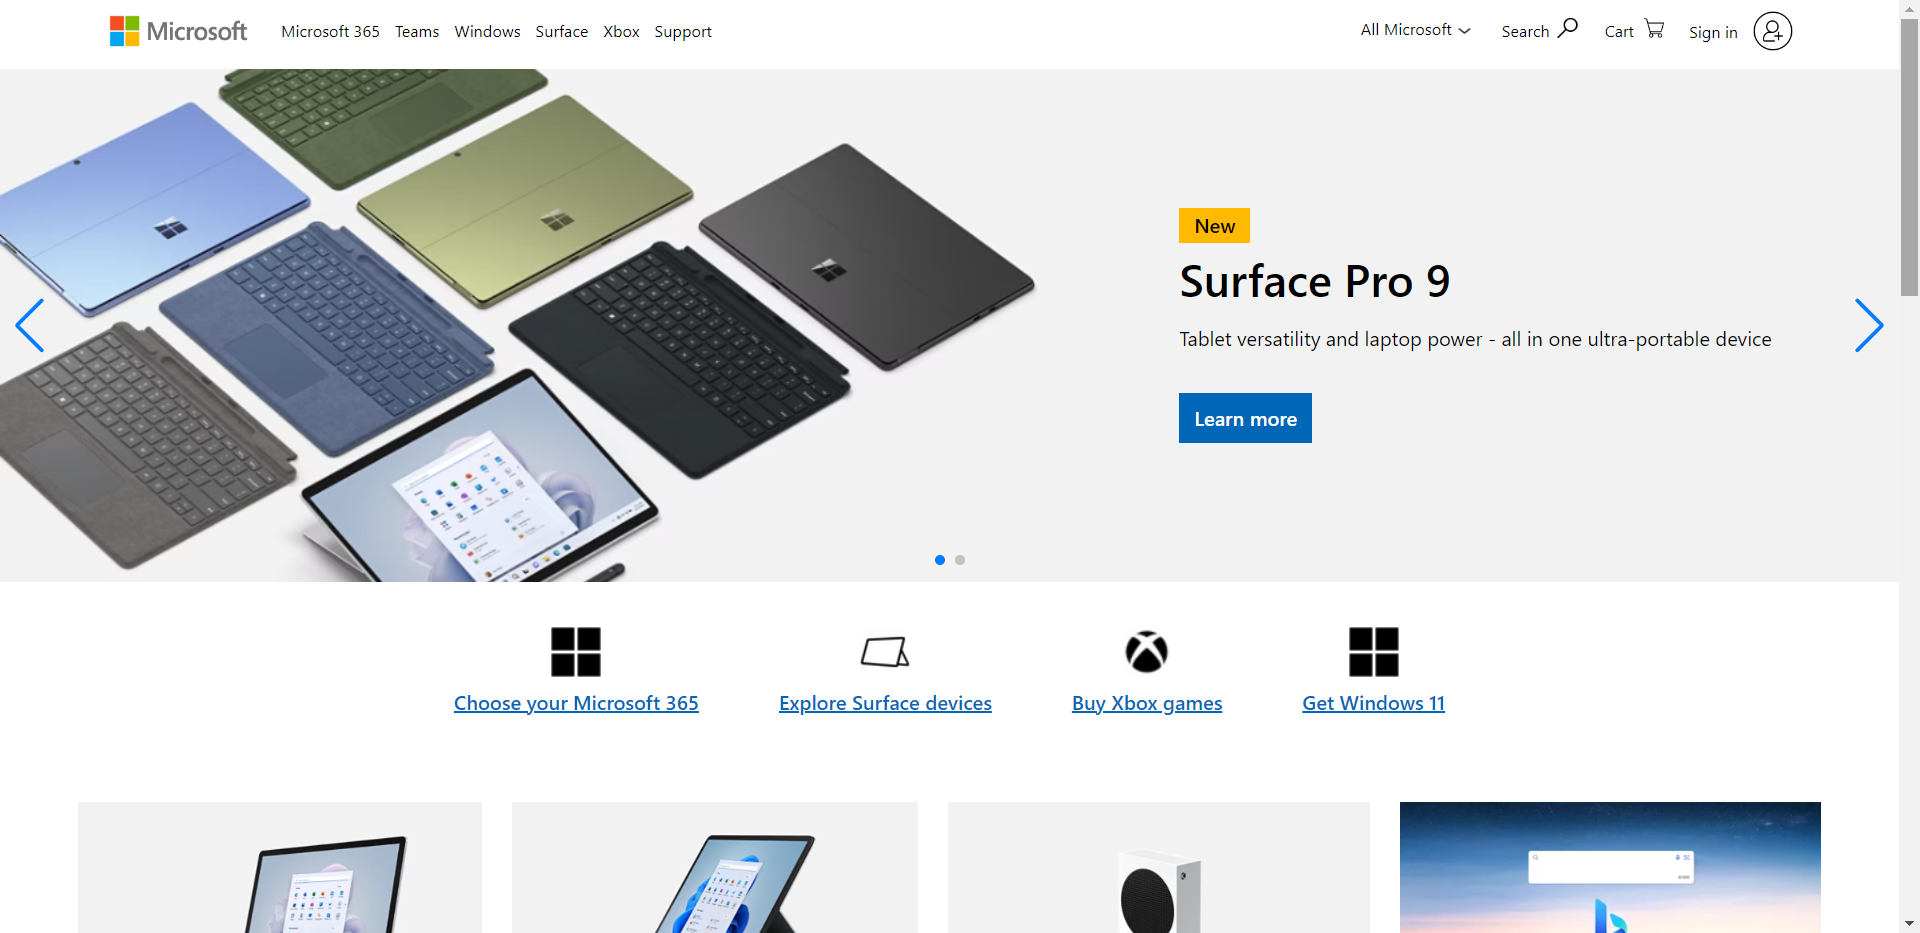 Microsoft
Microsoft 365 Teams Windows Surface Xbox Support
All Microsoft Search Cart Sign in
New
Surface Pro 9
Tablet versatility and laptop power - all in one ultra-portable device
Learn more
Choose your Microsoft 365
Explore Surface devices
Buy Xbox games
Get Windows 11